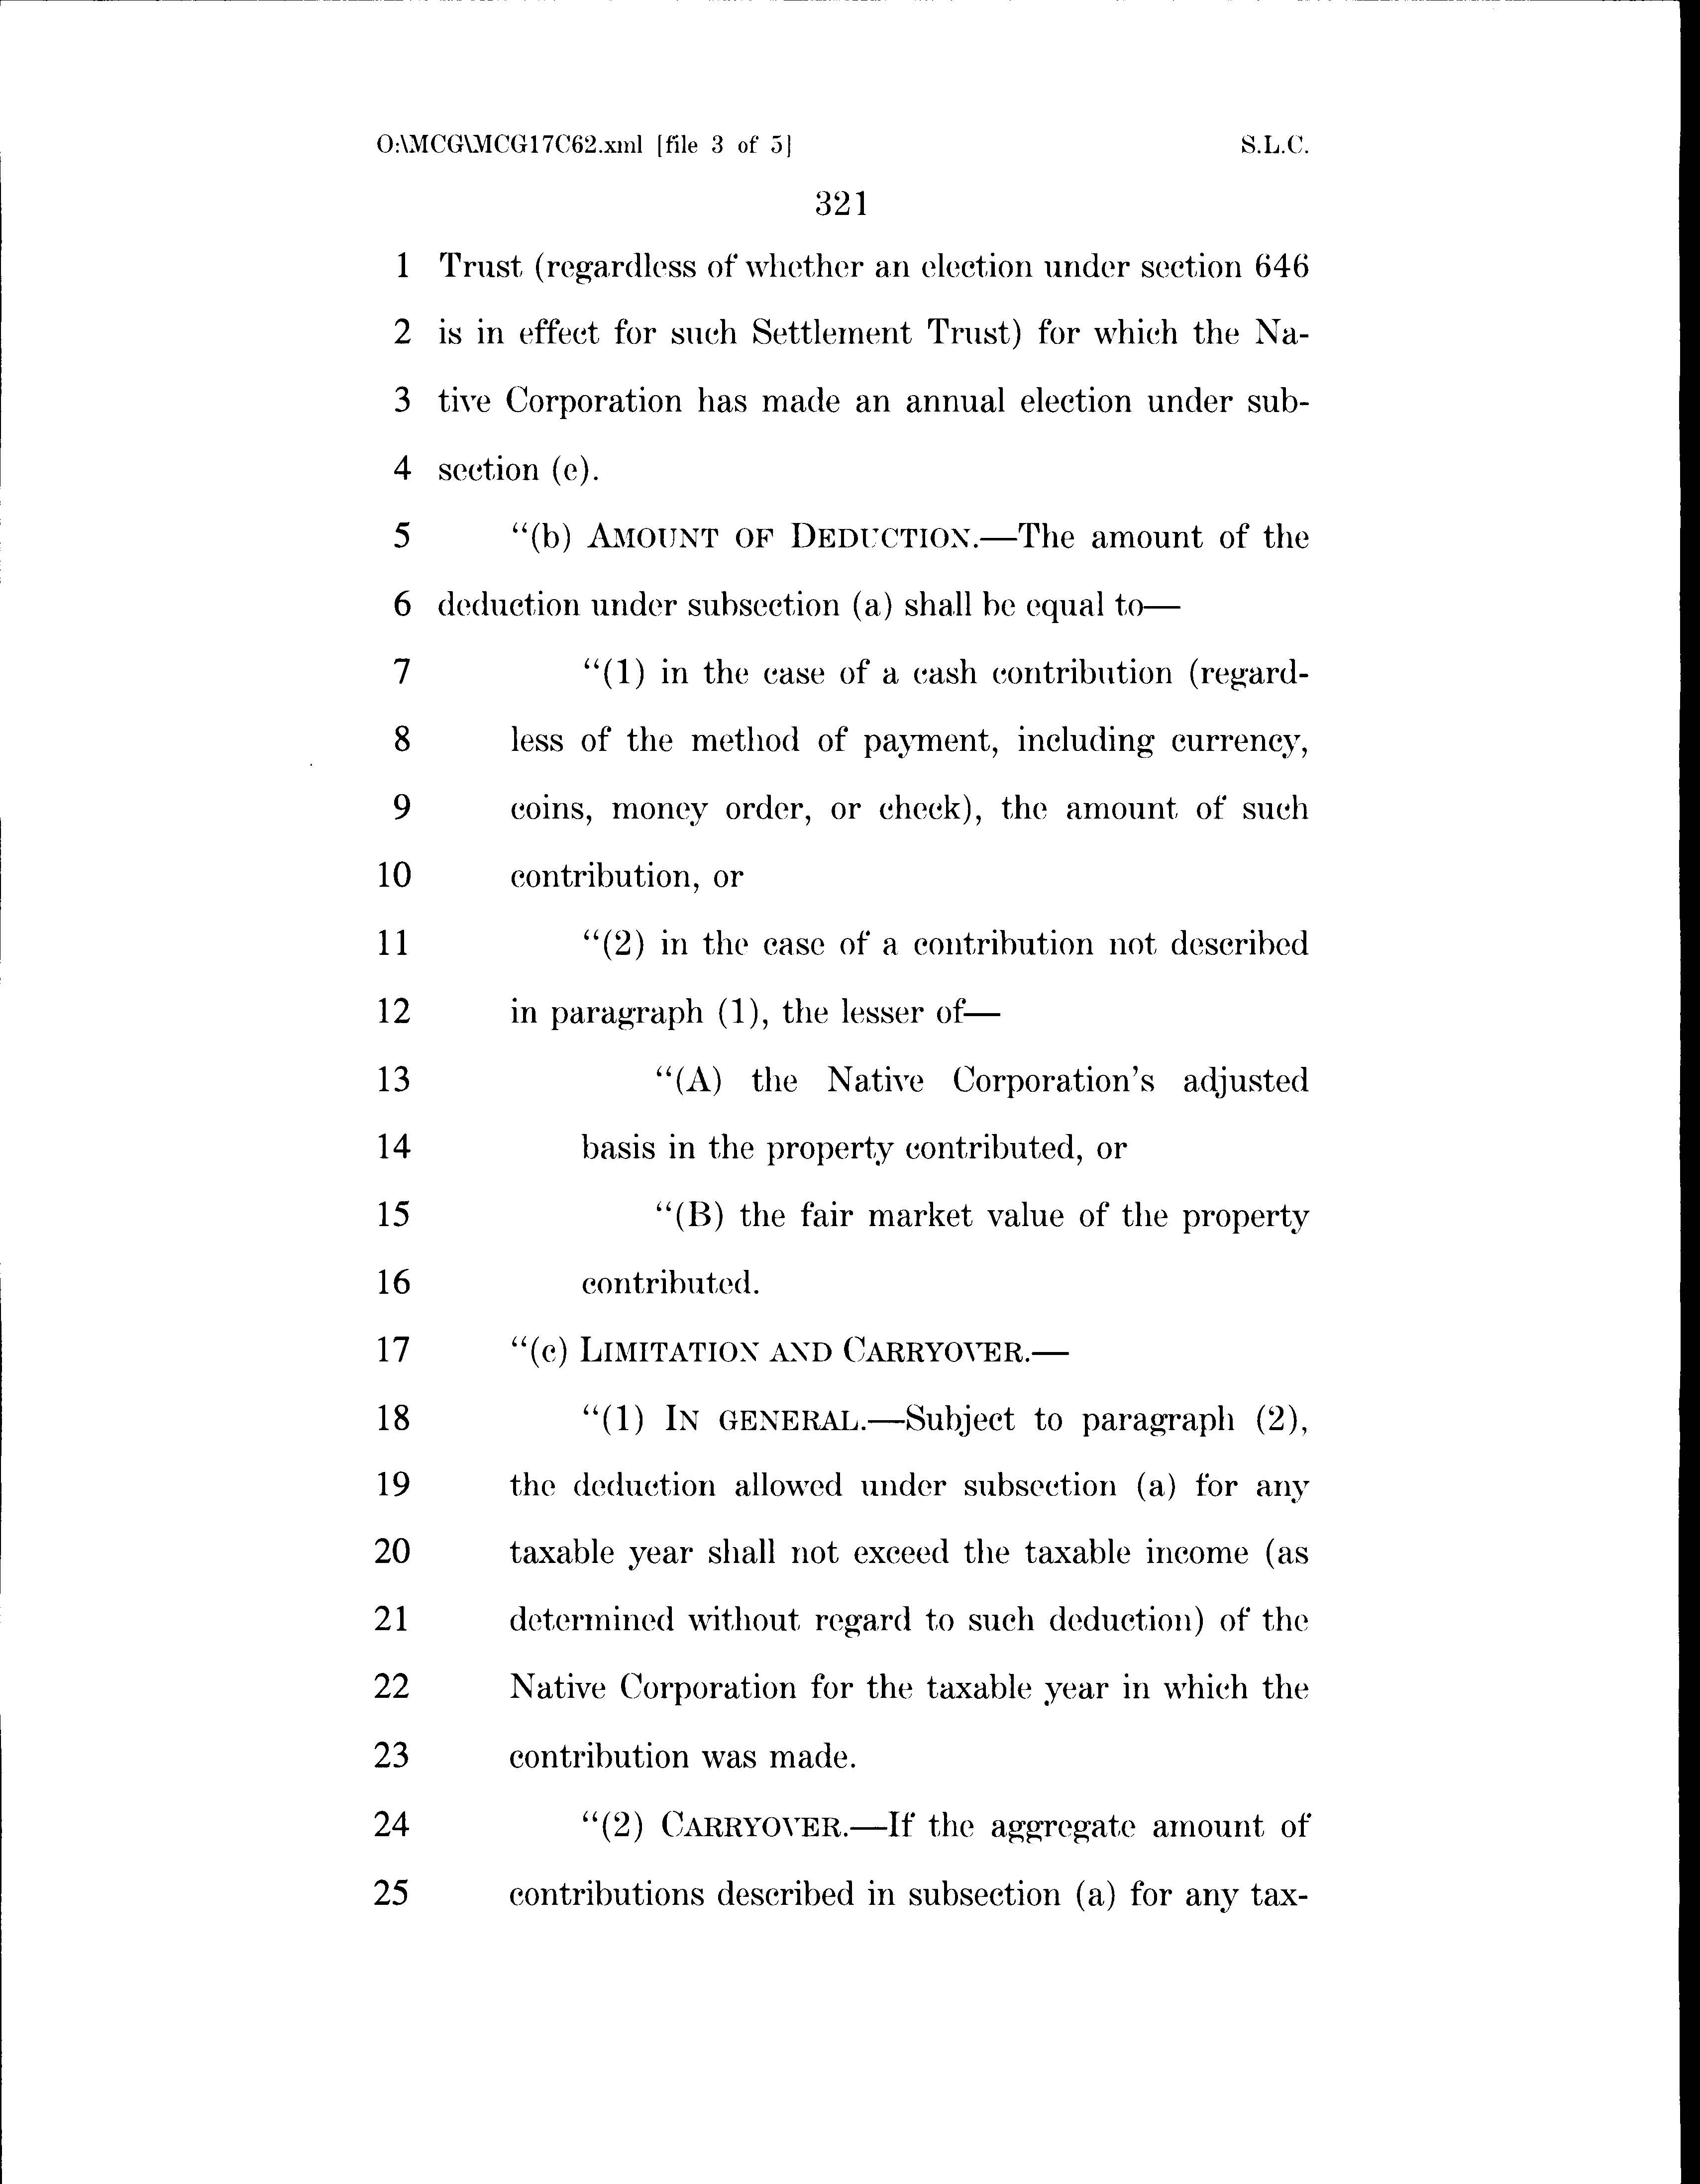 O:\MCG\MCG17C62.xml [file 3 of 5] S.L.C.
321
1 Trust (regardless of whether an election under section 646
2 is in effect for such Settlement Trust) for which the Na-
3 tive Corporation has made an annual election under sub-
4 section (e).
5 “(b) AMOUNT OF DEDUCTION.—The amount of the
6 deduction under subsection (a) shall be equal to—
7 “(1) in the case of a cash contribution (regard-
8 less of the method of payment, including currency,
9 coins, money order, or check), the amount of such
10 contribution, or
11 “(2) in the case of a contribution not described
12 in paragraph (1), the lesser of—
13 “(A) the Native Corporation’s adjusted
14 basis in the property contributed, or
15 “(B) the fair market value of the property
16 contributed.
17 “(c) LIMITATION AND CARRYOVER.—
18 “(1) IN GENERAL.—Subject to paragraph (2),
19 the deduction allowed under subsection (a) for any
20 taxable year shall not exceed the taxable income (as
21 determined without regard to such deduction) of the
22 Native Corporation for the taxable year in which the
23 contribution was made.
24 “(2) CARRYOVER.—If the aggregate amount of
25 contributions described in subsection (a) for any tax-